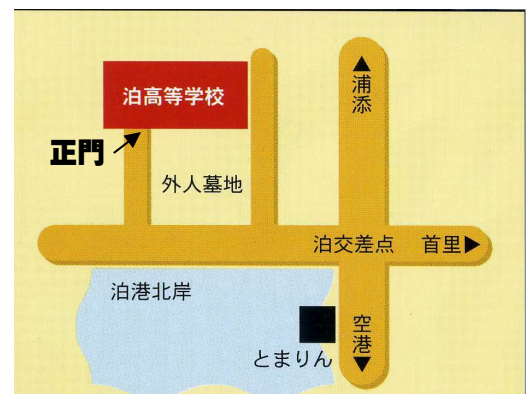 泊高等学校
正門
外人墓地
▲浦添
泊交差点
首里▶
泊港北岸
とまりん
空港▼